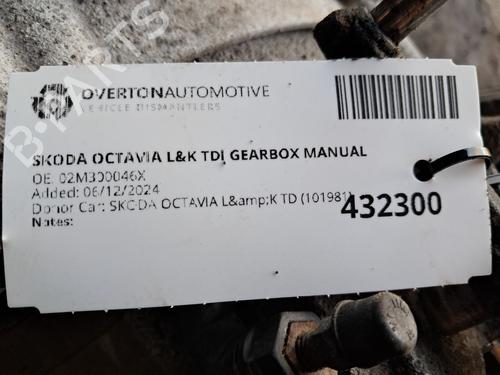 OVERTONAUTOMOTIVE
VEHICLE DISMANTLERS
SKODA OCTAVIA L&K TDI GEARBOX MANUAL
OE: 02M300046X
Added: 06/12/2024
Donor Car: SKODA OCTAVIA L&amp;K TD (101981)
432300
Notes:
B-PARTS